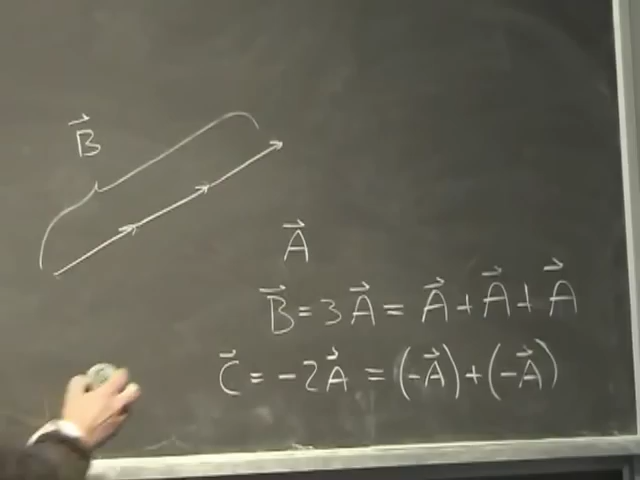 B⃗
A⃗
B⃗ = 3A⃗ = A⃗ + A⃗ + A⃗
C⃗ = -2A⃗ = (-A⃗) + (-A⃗)